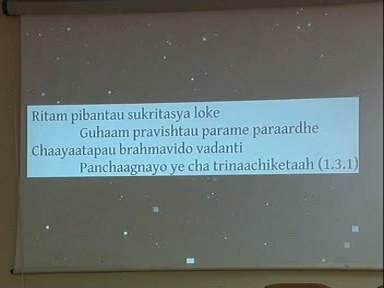 Ritam pibantau sukritasya loke
Guhaam pravishtau parame paraardhe
Chaayaatapau brahmavido vadanti
Panchaagnayo ye cha trinaachiketaah (1.3.1)